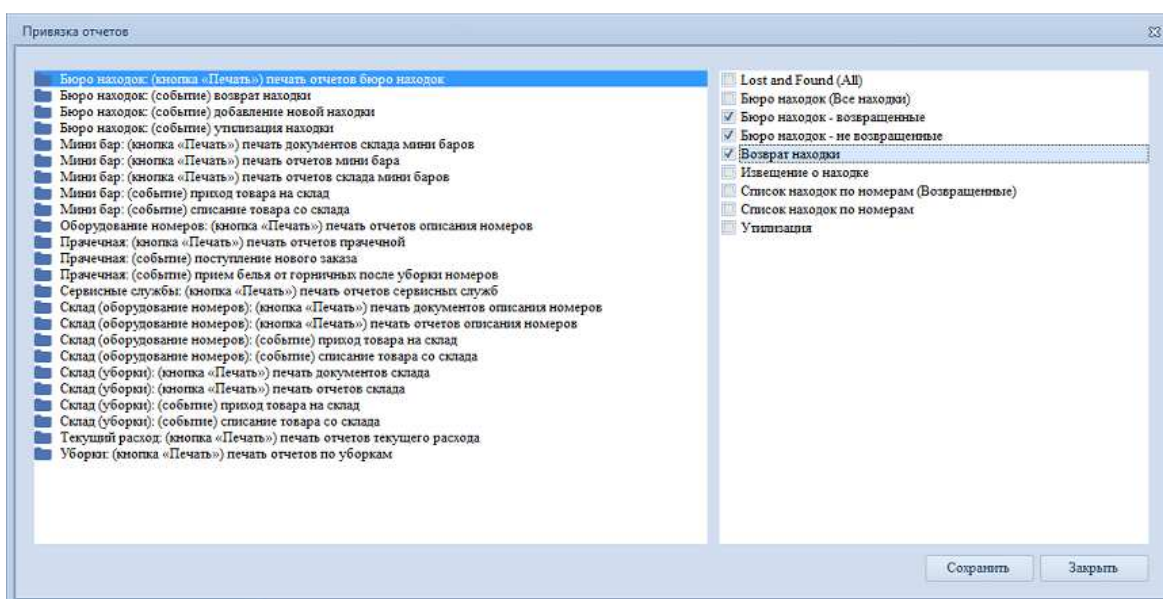 Привязка отчетов
Бюро находок: (кнопка «Печать») печать отчетов бюро находок
Бюро находок: (событие) возврат находки
Бюро находок: (событие) добавление новой находки
Бюро находок: (событие) утилизация находки
Мини бар: (кнопка «Печать») печать документов склада мини баров
Мини бар: (кнопка «Печать») печать отчетов мини бара
Мини бар: (кнопка «Печать») печать отчетов склада мини баров
Мини бар: (событие) приход товара на склад
Мини бар: (событие) списание товара со склада
Оборудование номеров: (кнопка «Печать») печать отчетов описания номеров
Прачечная: (кнопка «Печать») печать отчетов прачечной
Прачечная: (событие) поступление нового заказа
Прачечная: (событие) прием белья от горничных после уборки номеров
Сервисные службы: (кнопка «Печать») печать отчетов сервисных служб
Склад (оборудование номеров): (кнопка «Печать») печать документов описания номеров
Склад (оборудование номеров): (кнопка «Печать») печать отчетов описания номеров
Склад (оборудование номеров): (событие) приход товара на склад
Склад (оборудование номеров): (событие) списание товара со склада
Склад (уборки): (кнопка «Печать») печать документов склада
Склад (уборки): (кнопка «Печать») печать отчетов склада
Склад (уборки): (событие) приход товара на склад
Склад (уборки): (событие) списание товара со склада
Текущий расход: (кнопка «Печать») печать отчетов текущего расхода
Уборки: (кнопка «Печать») печать отчетов по уборкам
Lost and Found (All)
Бюро находок (Все находки)
Бюро находок - возвращенные
Бюро находок - не возвращенные
Возврат находки
Извещение о находке
Список находок по номерам (Возвращенные)
Список находок по номерам
Утилизация
Сохранить
Закрыть